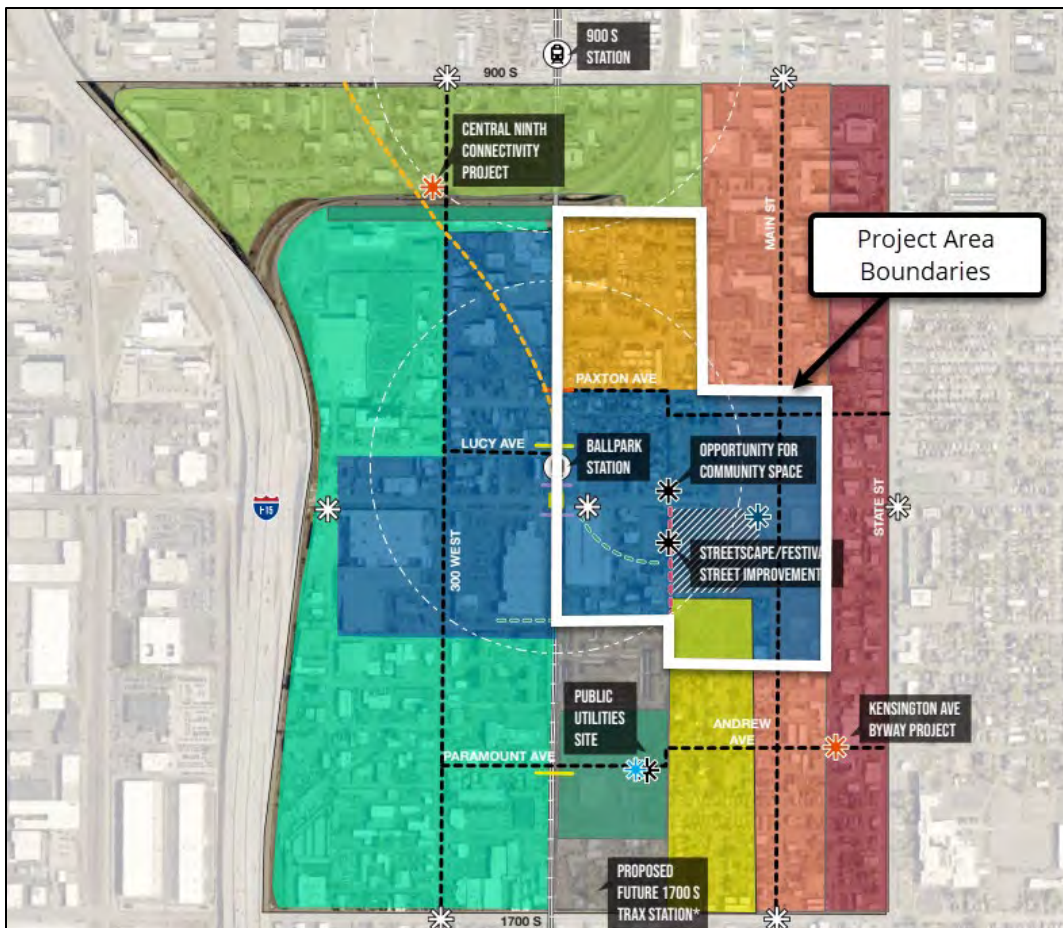 900 S
STATION
900 S
CENTRAL NINTH
CONNECTIVITY
PROJECT
MAIN ST
Project Area
Boundaries
PAXTON AVE
LUCY AVE
BALLPARK
STATION
OPPORTUNITY FOR
COMMUNITY SPACE
I-15
300 WEST
STATE ST
STREETSCAPE/FESTIVA
STREET IMPROVEMENT
PUBLIC
UTILITIES
SITE
ANDREW
AVE
KENSINGTON AVE
BYWAY PROJECT
PARAMOUNT AVE
PROPOSED
FUTURE 1700 S
TRAX STATION*
1700 S